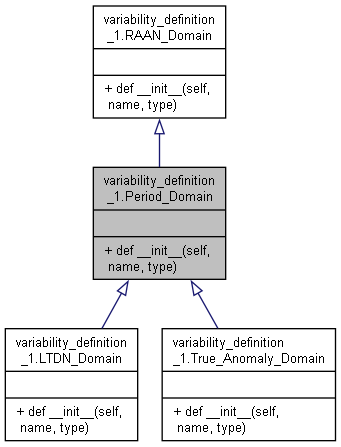 variability_definition
_1.RAAN_Domain
+ def __init__(self,
name, type)
variability_definition
_1.Period_Domain
+ def __init__(self,
name, type)
variability_definition
_1.LTDN_Domain
+ def __init__(self,
name, type)
variability_definition
_1.True_Anomaly_Domain
+ def __init__(self,
name, type)